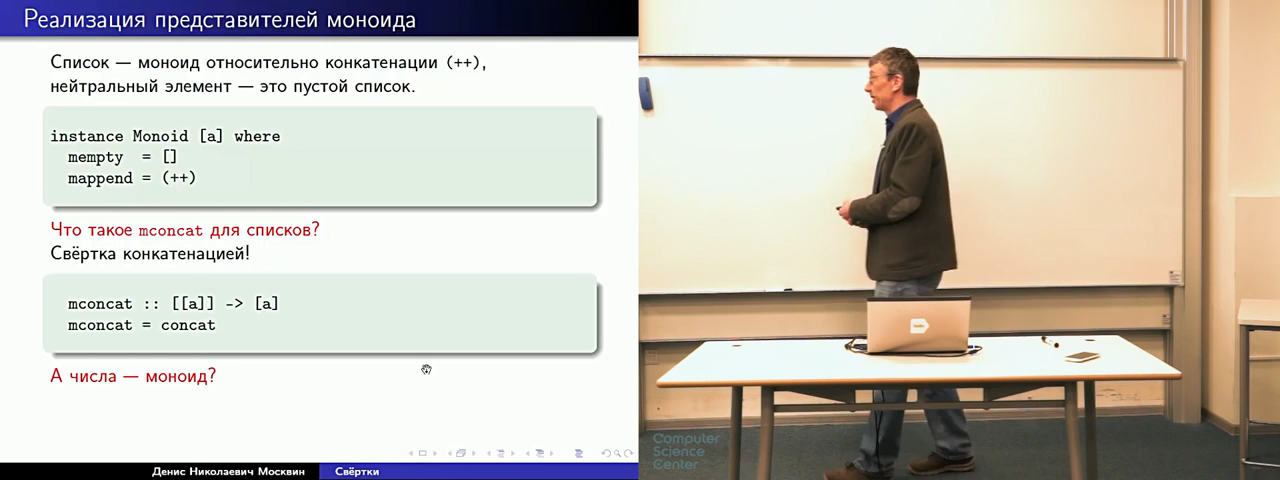 Реализация представителей моноида
Список — моноид относительно конкатенации (++),
нейтральный элемент — это пустой список.
instance Monoid [a] where
mempty = []
mappend = (++)
Что такое mconcat для списков?
Свёртка конкатенацией!
mconcat :: [[a]] -> [a]
mconcat = concat
А числа — моноид?
Денис Николаевич Москвин
Свёртки
Computer
Science
Center